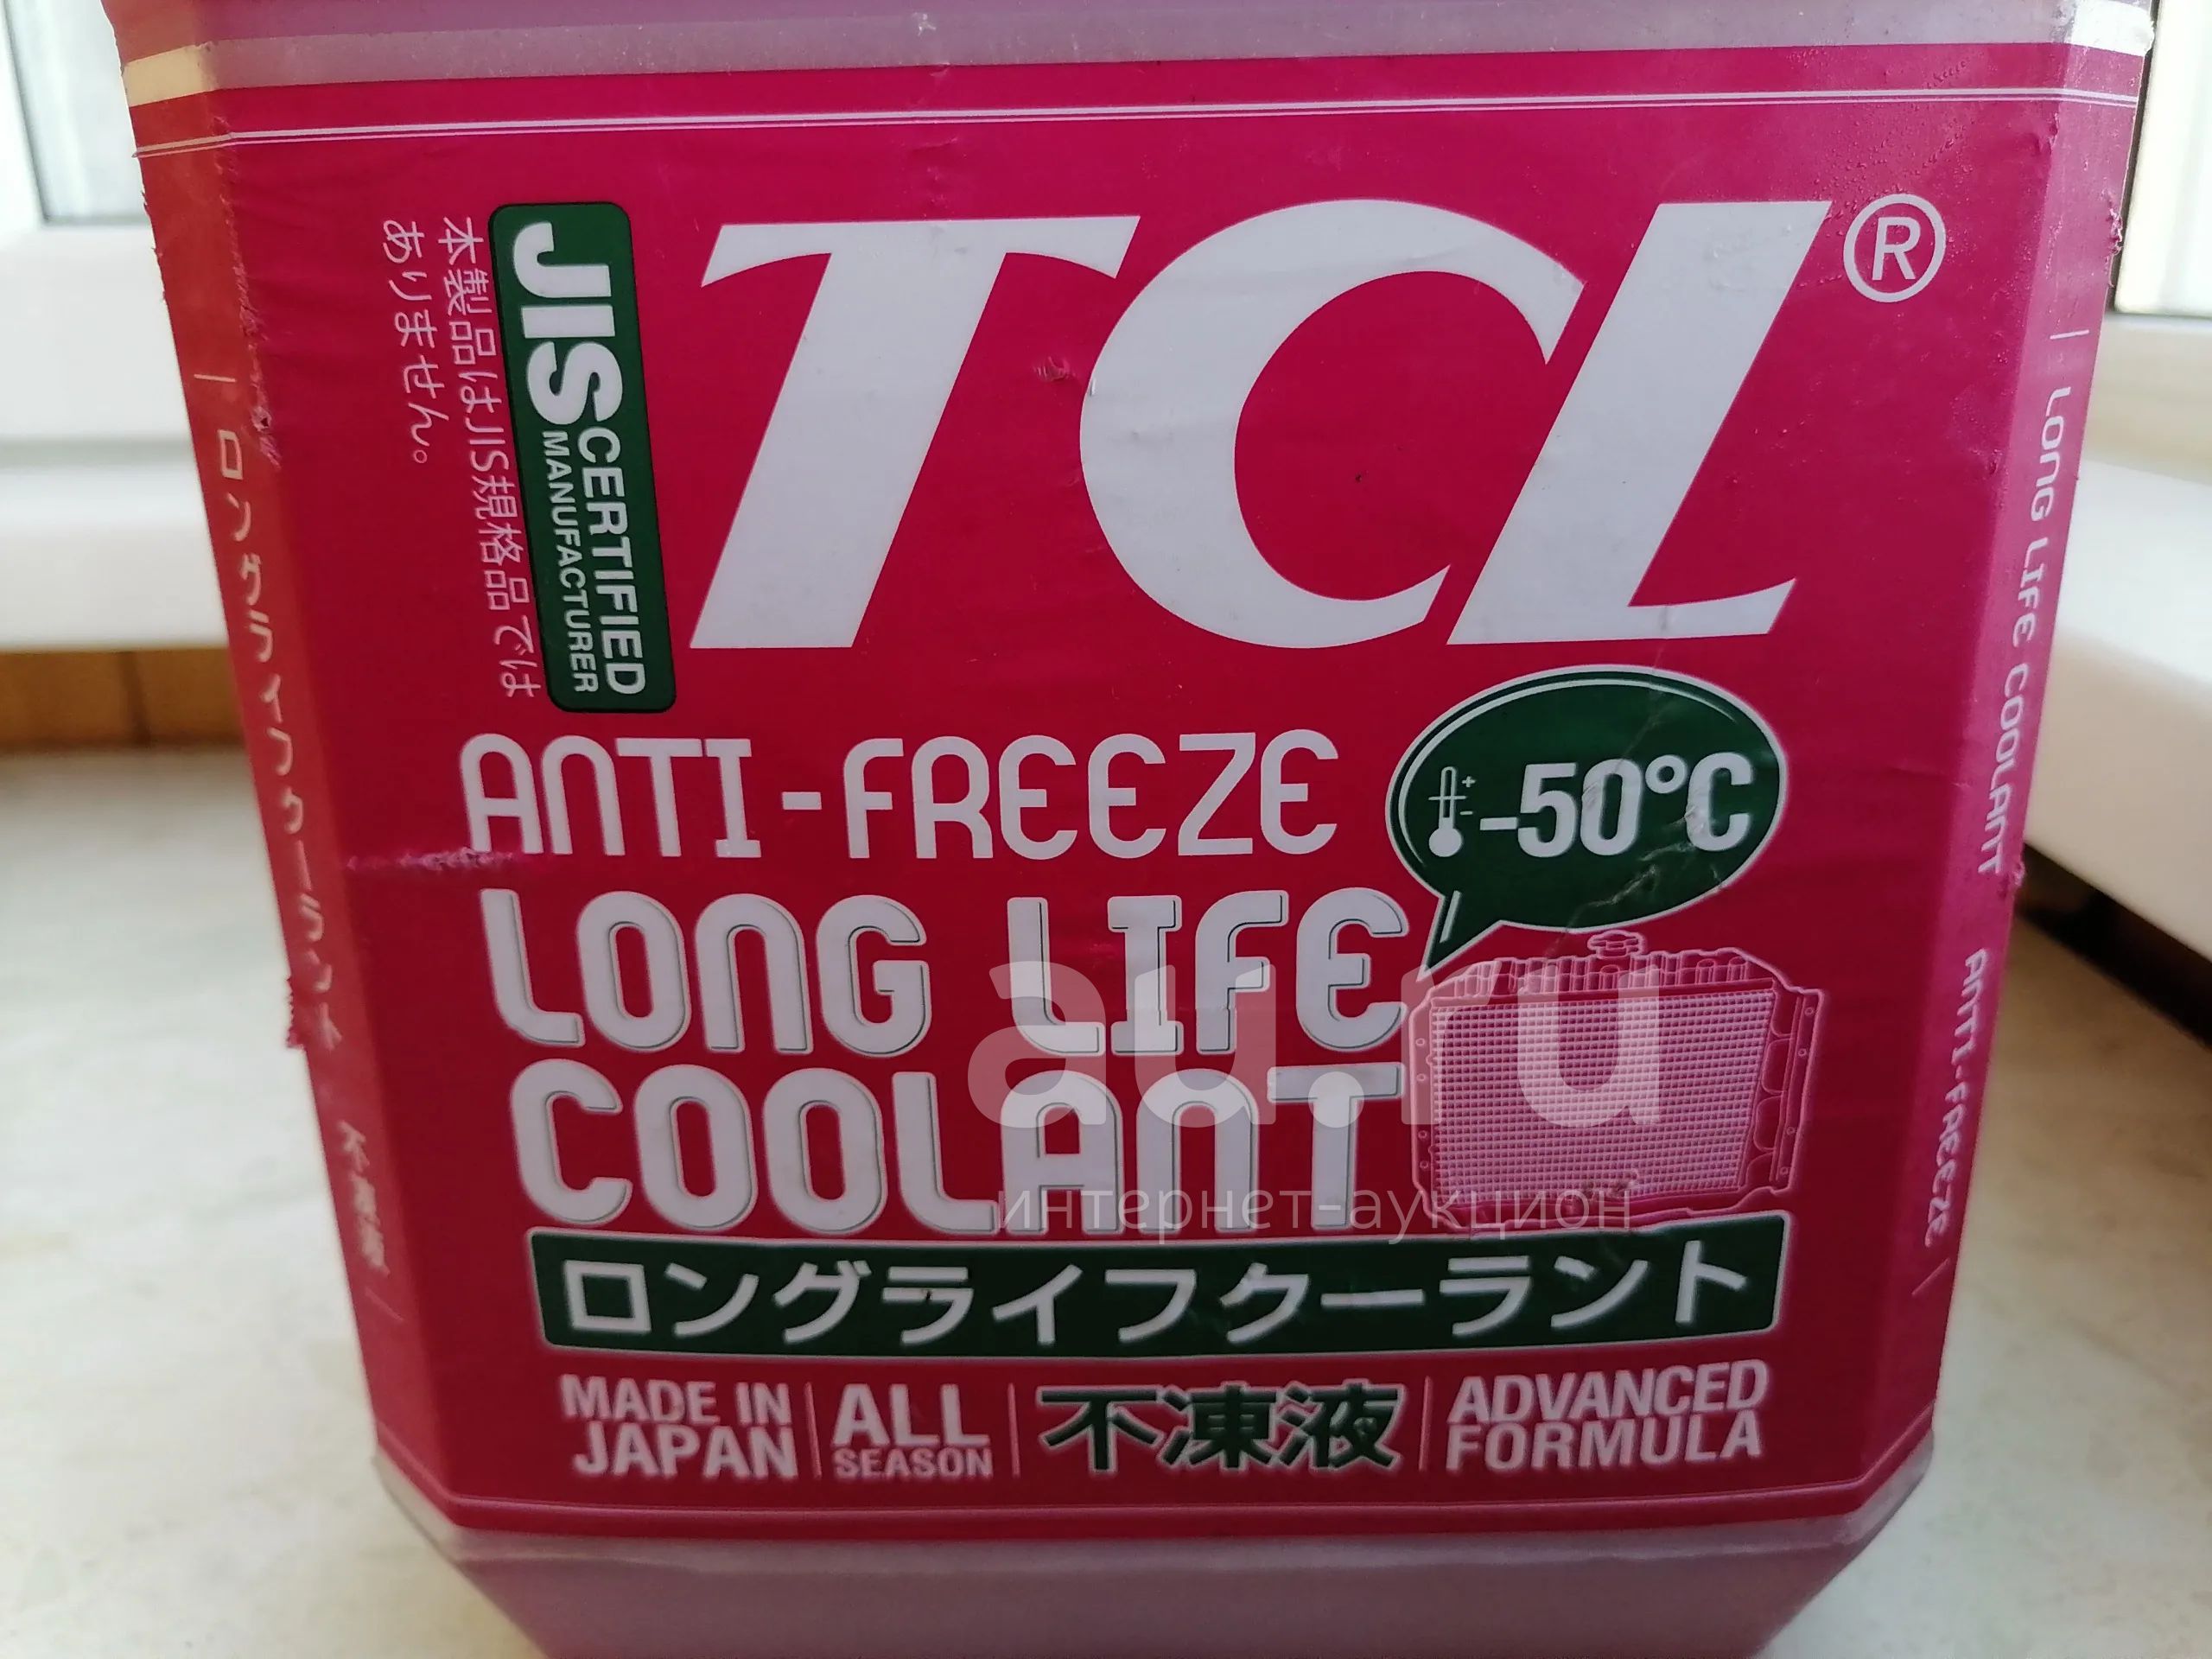 TCL®
JIS CERTIFIED
MANUFACTURER
本製品はJIS規格品では
ありません。
ANTI-FREEZE
-50°C
LONG LIFE
COOLANT
ロングライフクーラント
MADE IN
JAPAN
ALL
SEASON
不凍液
ADVANCED
FORMULA
ロングライフクーラント 不凍液
LONG LIFE COOLANT ANTI-FREEZE
au.ru
интернет-аукцион